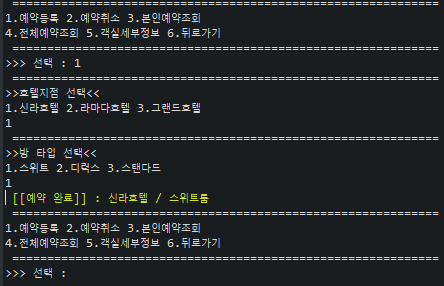 ==========================================================
1.예약등록 2.예약취소 3.본인예약조회
4.전체예약조회 5.객실세부정보 6.뒤로가기
==========================================================
>>> 선택 : 1
==========================================================
>>호텔지점 선택<<
1.신라호텔 2.라마다호텔 3.그랜드호텔
1
==========================================================
>>방 타입 선택<<
1.스위트 2.디럭스 3.스탠다드
1
[[예약 완료]] : 신라호텔 / 스위트룸
==========================================================
1.예약등록 2.예약취소 3.본인예약조회
4.전체예약조회 5.객실세부정보 6.뒤로가기
==========================================================
>>> 선택 :